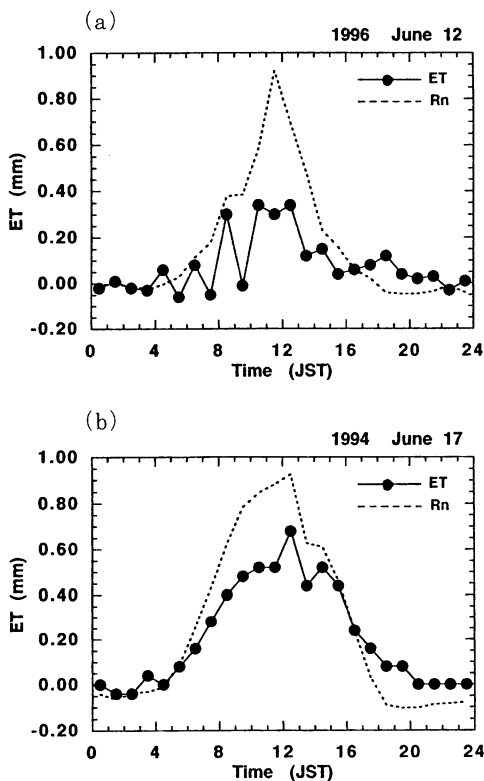 (a)
1996 June 12
1.00
0.80
0.60
0.40
0.20
0.00
-0.20
ET (mm)
ET
Rn
0 4 8 12 16 20 24
Time (JST)
(b)
1994 June 17
1.00
0.80
0.60
0.40
0.20
0.00
-0.20
ET (mm)
ET
Rn
0 4 8 12 16 20 24
Time (JST)